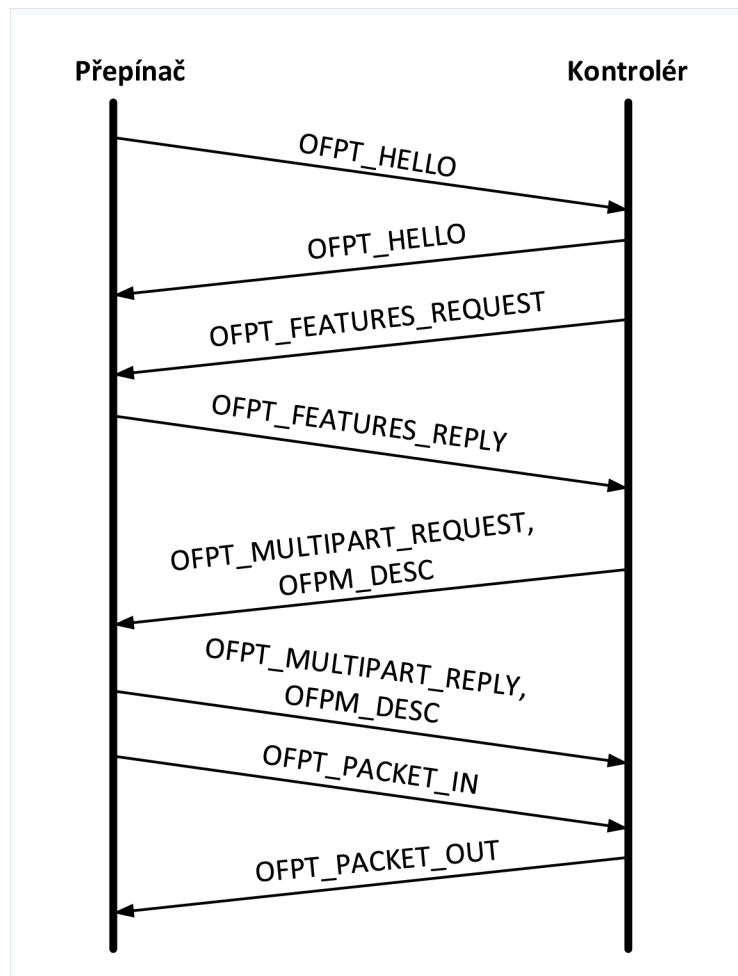 Přepínač
Kontrolér
OFPT_HELLO
OFPT_HELLO
OFPT_FEATURES_REQUEST
OFPT_FEATURES_REPLY
OFPT_MULTIPART_REQUEST,
OFPM_DESC
OFPT_MULTIPART_REPLY,
OFPM_DESC
OFPT_PACKET_IN
OFPT_PACKET_OUT